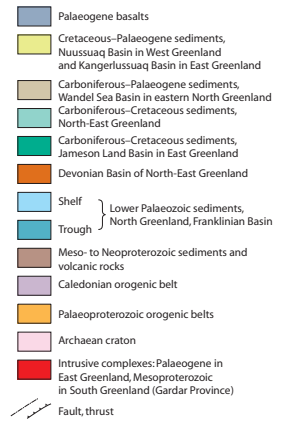 Palaeogene basalts
Cretaceous–Palaeogene sediments,
Nuussuaq Basin in West Greenland
and Kangerlussuaq Basin in East Greenland
Carboniferous–Palaeogene sediments,
Wandel Sea Basin in eastern North Greenland
Carboniferous–Cretaceous sediments,
North-East Greenland
Carboniferous–Cretaceous sediments,
Jameson Land Basin in East Greenland
Devonian Basin of North-East Greenland
Shelf
Lower Palaeozoic sediments,
North Greenland, Franklinian Basin
Trough
Meso- to Neoproterozoic sediments and
volcanic rocks
Caledonian orogenic belt
Palaeoproterozoic orogenic belts
Archaean craton
Intrusive complexes: Palaeogene in
East Greenland, Mesoproterozoic
in South Greenland (Gardar Province)
Fault, thrust